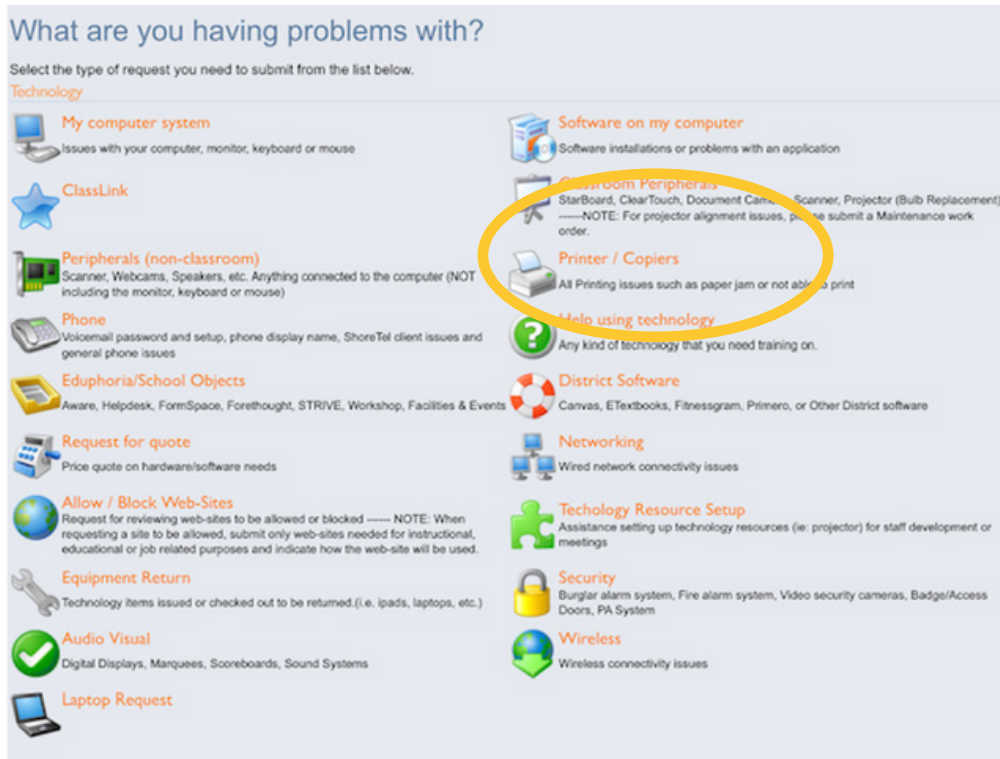 What are you having problems with?
Select the type of request you need to submit from the list below.
Technology
My computer system
Issues with your computer, monitor, keyboard or mouse
Software on my computer
Software installations or problems with an application
ClassLink
Classroom Peripherals
StarBoard, ClearTouch, Document Camera, Scanner, Projector (Bulb Replacement)
------NOTE: For projector alignment issues, please submit a Maintenance work
order.
Peripherals (non-classroom)
Scanner, Webcams, Speakers, etc. Anything connected to the computer (NOT
including the monitor, keyboard or mouse)
Printer / Copiers
All Printing issues such as paper jam or not able to print
Phone
Voicemail password and setup, phone display name, ShoreTel client issues and
general phone issues
Help using technology
Any kind of technology that you need training on.
Eduphoria/School Objects
Aware, Helpdesk, FormSpace, Forethought, STRIVE, Workshop, Facilities & Events
District Software
Canvas, ETextbooks, Fitnessgram, Primero, or Other District software
Request for quote
Price quote on hardware/software needs
Networking
Wired network connectivity issues
Allow / Block Web-Sites
Request for reviewing web-sites to be allowed or blocked ------ NOTE: When
requesting a site to be allowed, submit only web-sites needed for instructional,
educational or job related purposes and indicate how the web-site will be used.
Techology Resource Setup
Assistance setting up technology resources (ie: projector) for staff development or
meetings
Equipment Return
Technology items issued or checked out to be returned.(i.e. ipads, laptops, etc.)
Security
Burglar alarm system, Fire alarm system, Video security cameras, Badge/Access
Doors, PA System
Audio Visual
Digital Displays, Marquees, Scoreboards, Sound Systems
Wireless
Wireless connectivity issues
Laptop Request